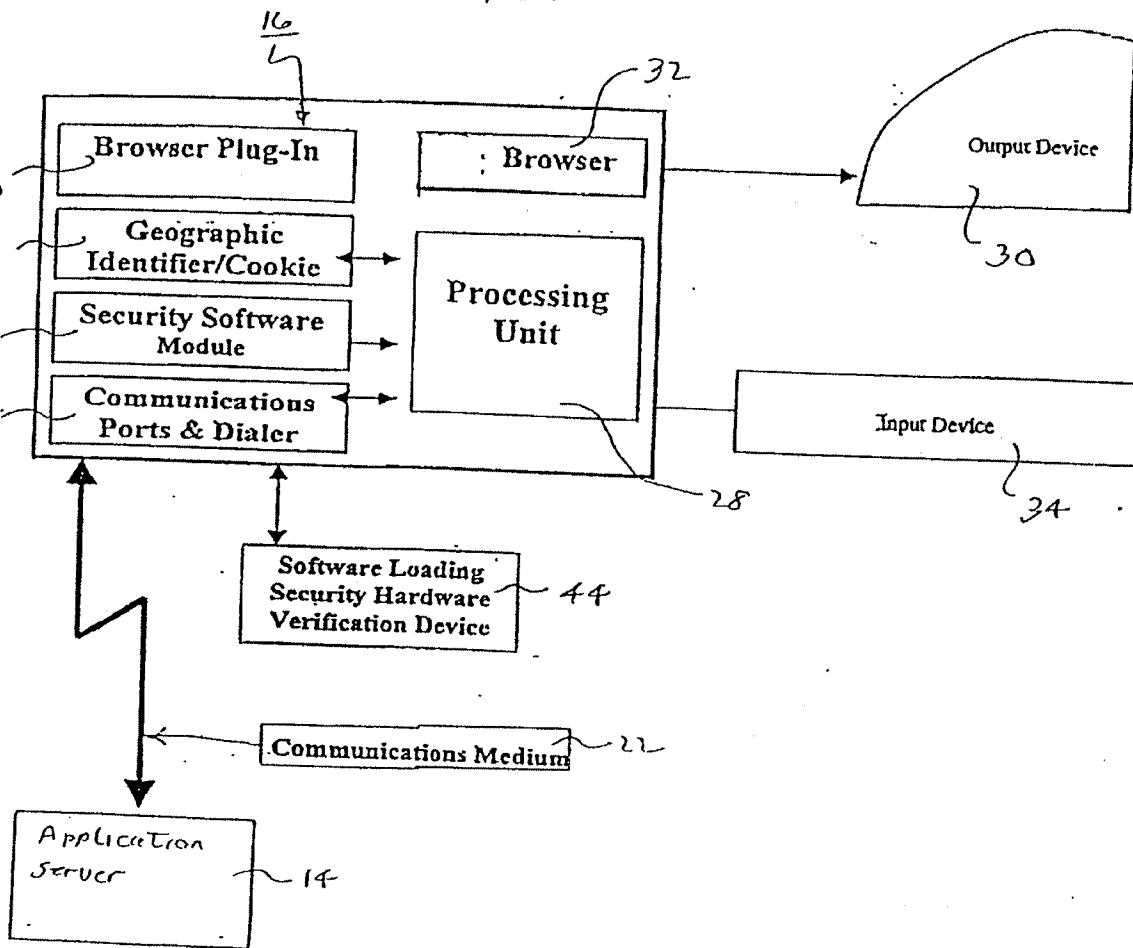 16
32
Browser Plug-In
: Browser
Output Device
30
Geographic
Identifier/Cookie
Processing
Unit
Security Software
Module
Communications
Ports & Dialer
Input Device
28
34
Software Loading
Security Hardware
Verification Device
44
Communications Medium
22
Application
Server
14